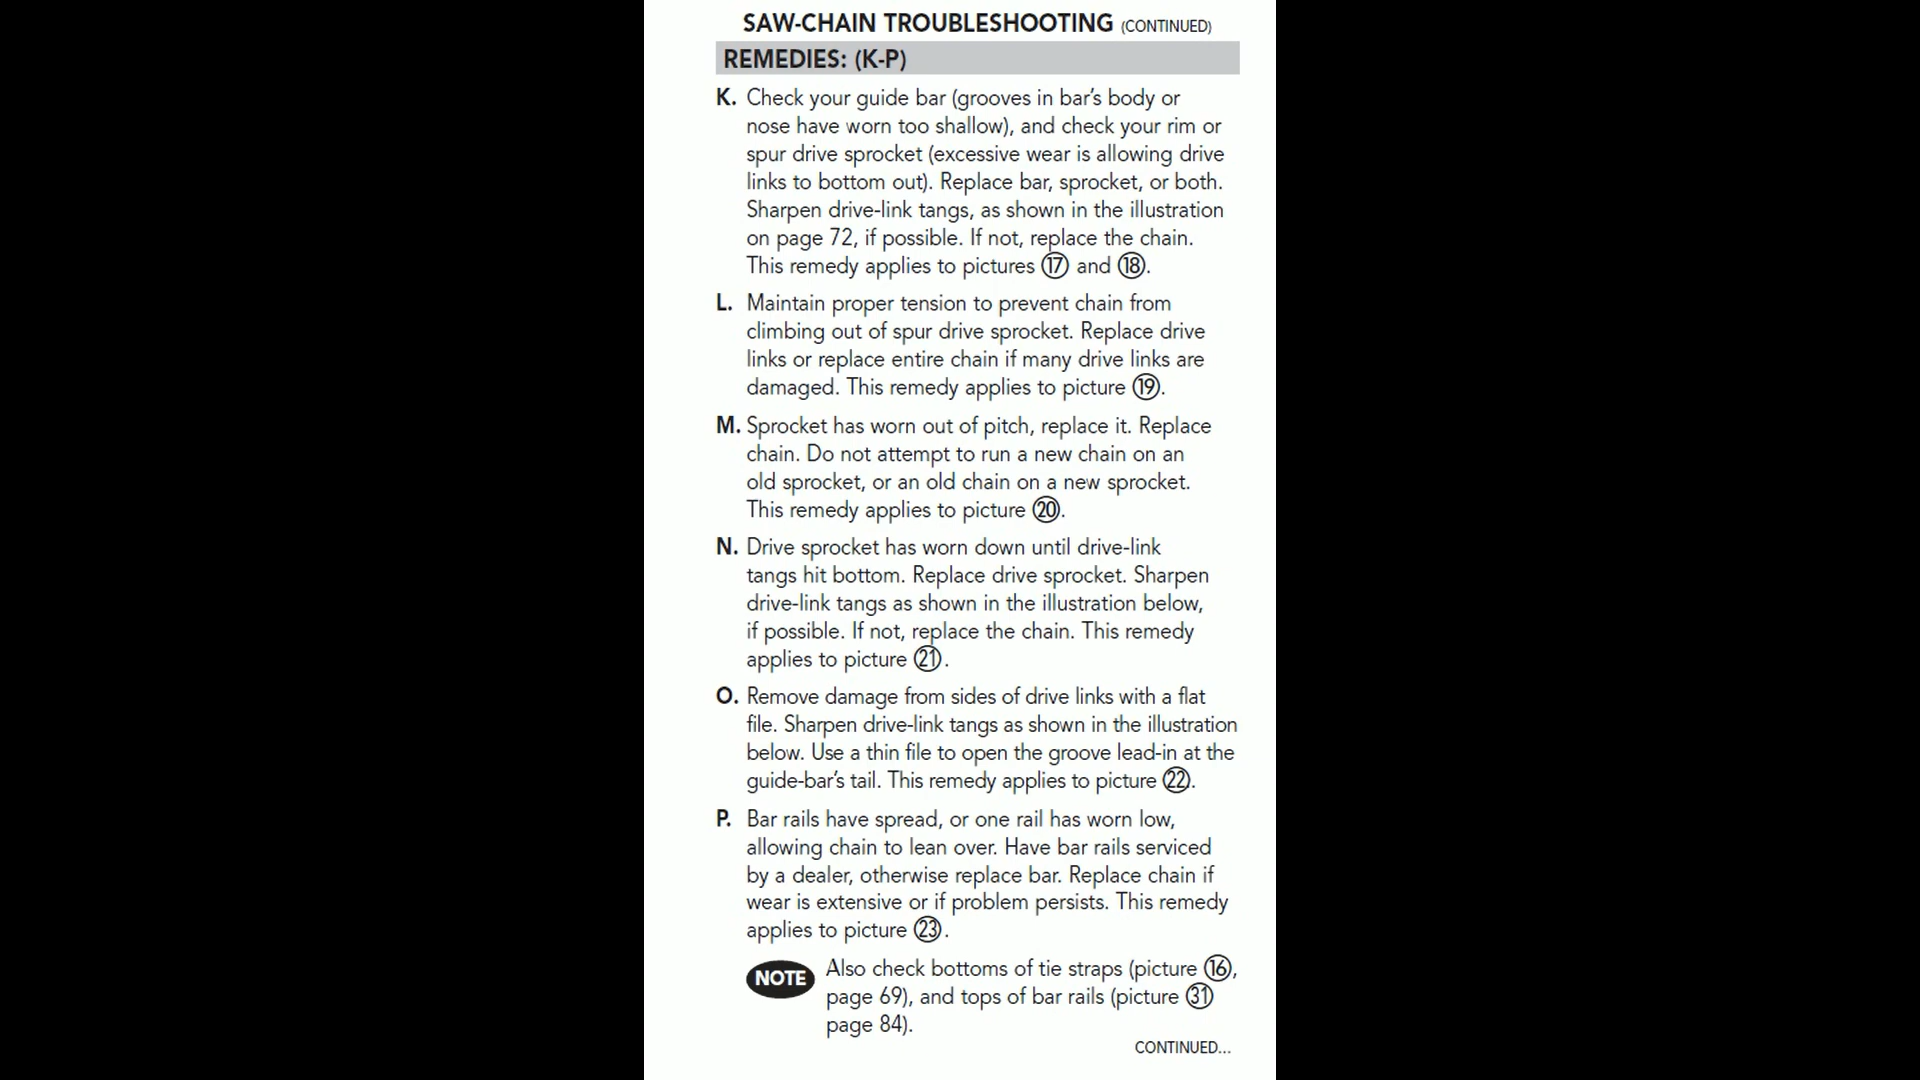 SAW-CHAIN TROUBLESHOOTING (CONTINUED)
REMEDIES: (K-P)
K. Check your guide bar (grooves in bar's body or
nose have worn too shallow), and check your rim or
spur drive sprocket (excessive wear is allowing drive
links to bottom out). Replace bar, sprocket, or both.
Sharpen drive-link tangs, as shown in the illustration
on page 72, if possible. If not, replace the chain.
This remedy applies to pictures ⑰ and ⑱.
L. Maintain proper tension to prevent chain from
climbing out of spur drive sprocket. Replace drive
links or replace entire chain if many drive links are
damaged. This remedy applies to picture ⑲.
M. Sprocket has worn out of pitch, replace it. Replace
chain. Do not attempt to run a new chain on an
old sprocket, or an old chain on a new sprocket.
This remedy applies to picture ⑳.
N. Drive sprocket has worn down until drive-link
tangs hit bottom. Replace drive sprocket. Sharpen
drive-link tangs as shown in the illustration below,
if possible. If not, replace the chain. This remedy
applies to picture ㉑.
O. Remove damage from sides of drive links with a flat
file. Sharpen drive-link tangs as shown in the illustration
below. Use a thin file to open the groove lead-in at the
guide-bar's tail. This remedy applies to picture ㉒.
P. Bar rails have spread, or one rail has worn low,
allowing chain to lean over. Have bar rails serviced
by a dealer, otherwise replace bar. Replace chain if
wear is extensive or if problem persists. This remedy
applies to picture ㉓.
NOTE Also check bottoms of tie straps (picture ⑯,
page 69), and tops of bar rails (picture ㉛
page 84).
CONTINUED...